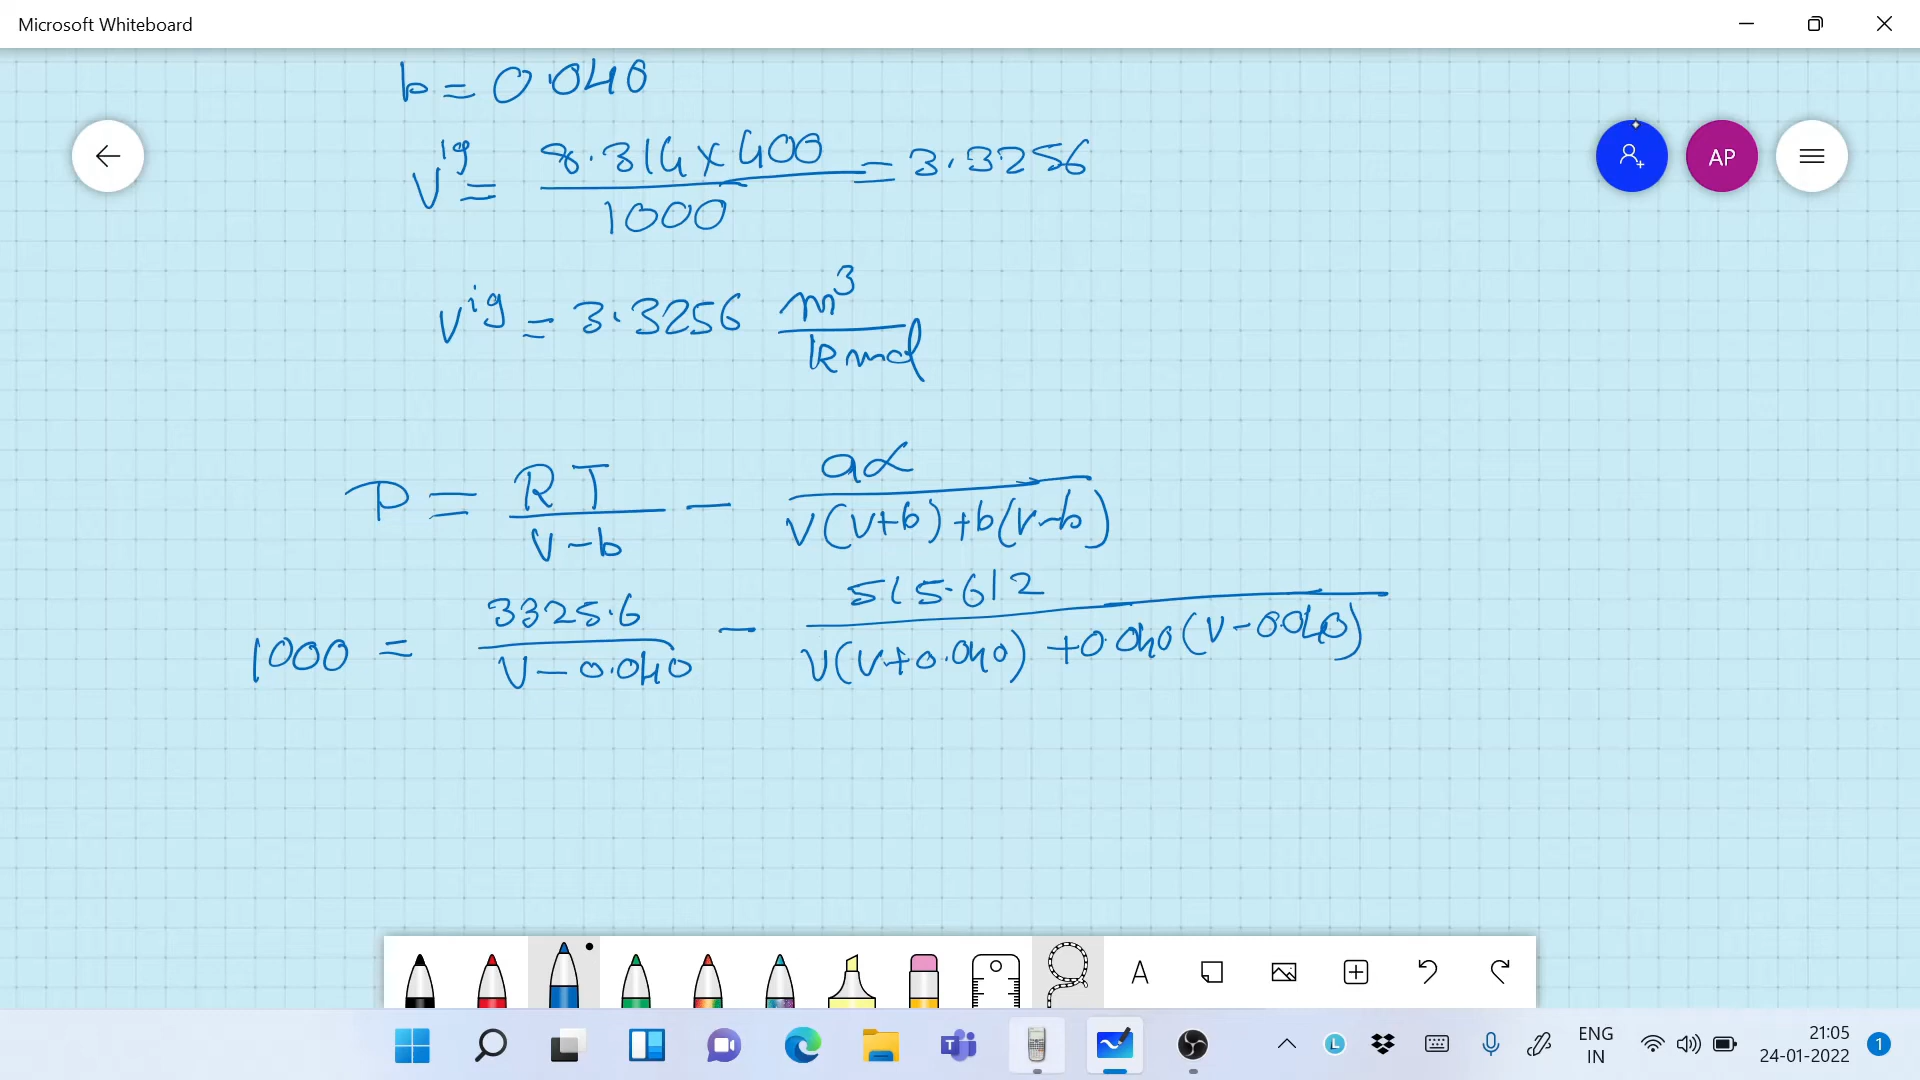 Microsoft Whiteboard
b = 0.040
V^ig = 8.314 × 400 / 1000 = 3.3256
V^ig = 3.3256 m³/kmol
AP
P = RT / (V - b) - aα / (V(V+b) + b(V-b))
1000 = 3325.6 / (V - 0.040) - 515.612 / (V(V+0.040) + 0.040(V-0.040))
A
ENG
IN
21:05
24-01-2022
1